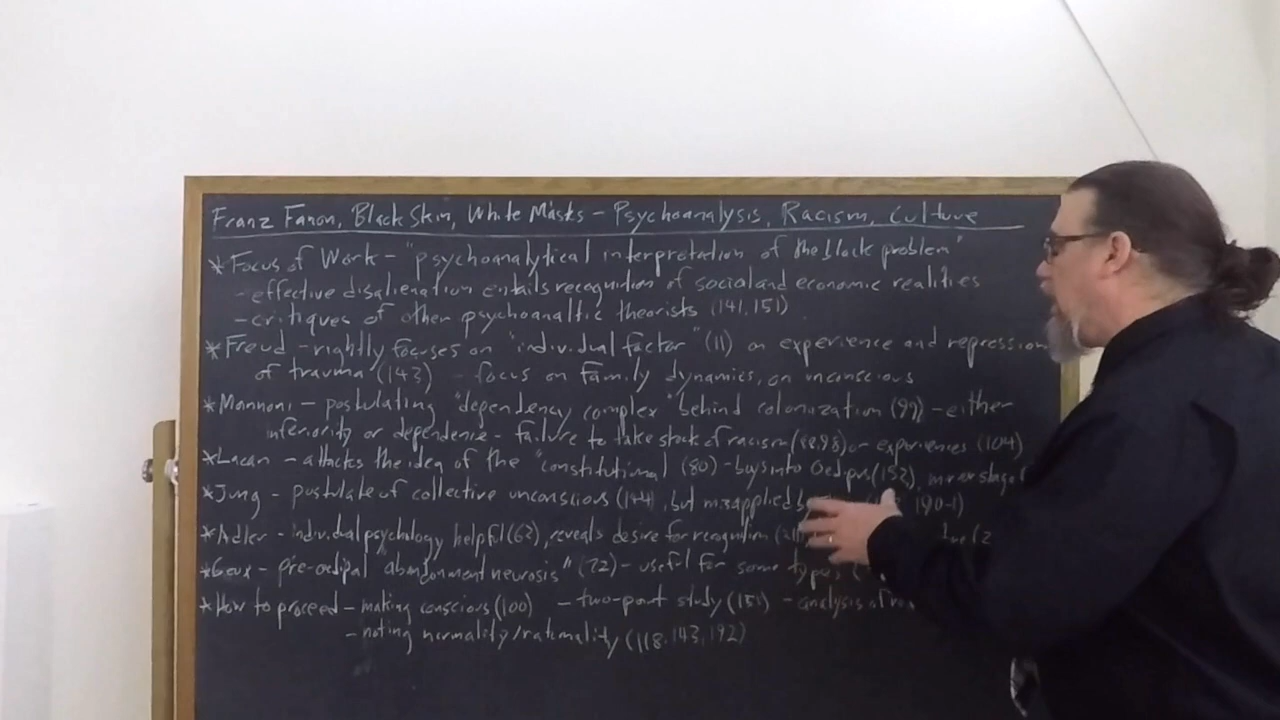 Franz Fanon, Black Skin, White Masks - Psychoanalysis, Racism, Culture
* Focus of Work - "psychoanalytical interpretation of the black problem"
- effective disalienation entails recognition of social and economic realities
- critiques of other psychoanaltic theorists (141, 151)
* Freud - rightly focuses on "individual factor" (11) on experience and repression
of trauma (143) - focus on family dynamics, on unconscious
* Mannoni - postulating "dependency complex" behind colonization (99) - either
inferiority or dependence - failure to take stock of racism or experiences (104)
* Lacan - attacks the idea of the "constitutional (80) - buys into Oedipus (152), mirror stage
* Jung - postulate of collective unconscious (144), but misapplied 190-1)
* Adler - individual psychology helpful (62), reveals desire for recognition
* Geux - pre-oedipal "abandonment neurosis" (72) - useful for some types
* How to proceed - making conscious (100) - two-part study (151) - analysis of
- noting normality/rationality (118, 143, 192)